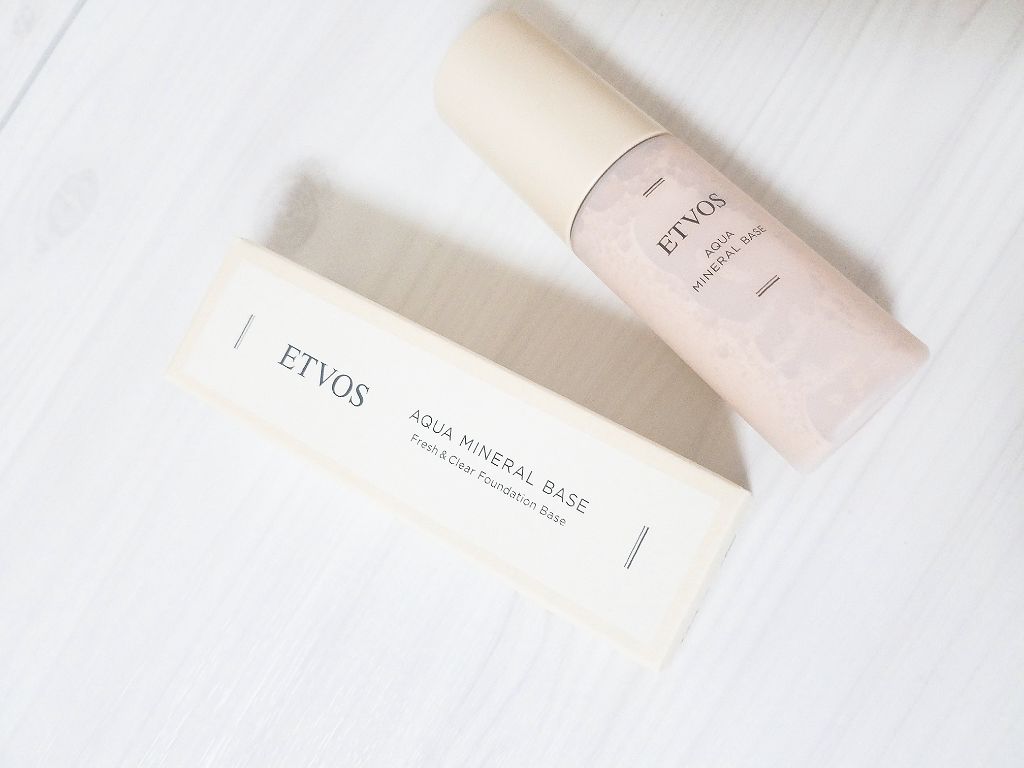 ETVOS
AQUA
MINERAL BASE
ETVOS
AQUA MINERAL BASE
Fresh & Clear Foundation Base